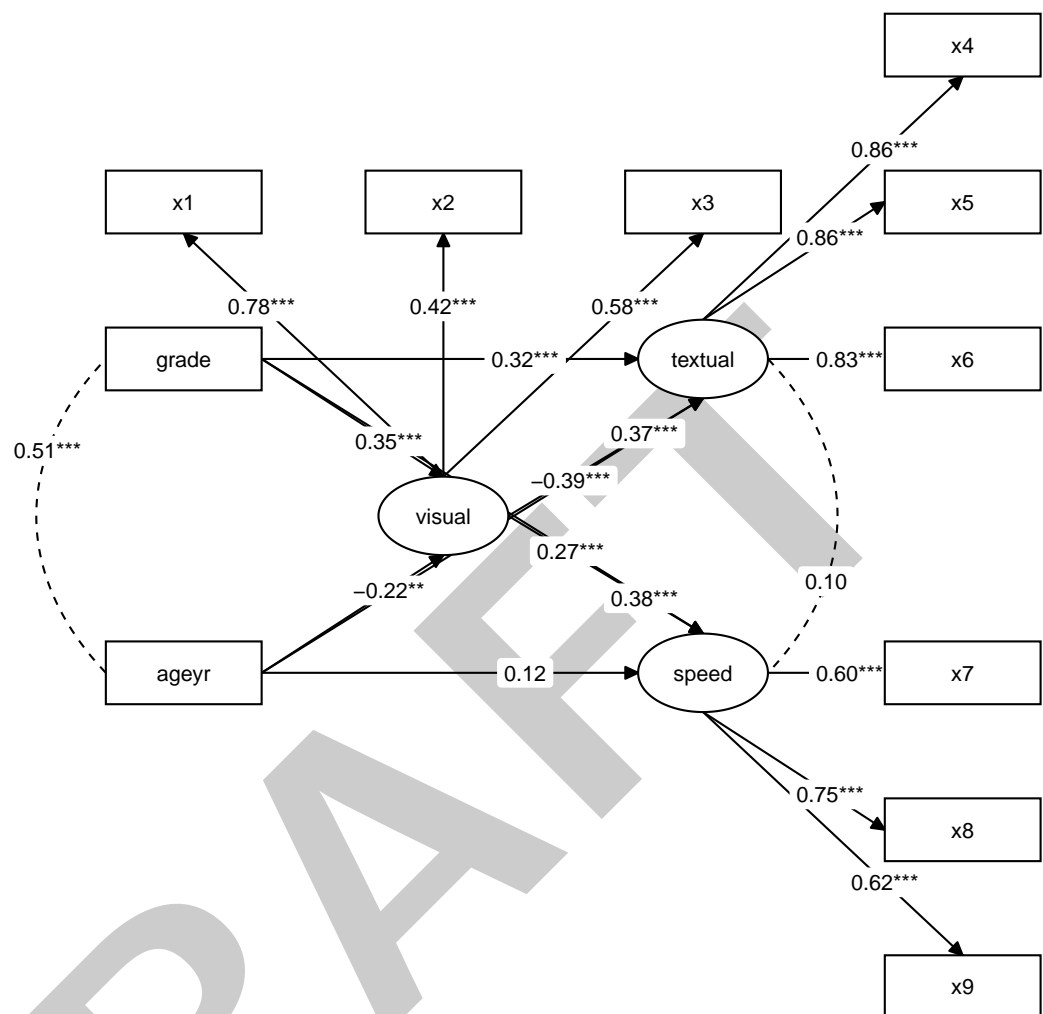 x4
0.86***
x1
x2
x3
x5
0.86***
0.78***
0.42***
0.58***
grade
0.32***
textual
0.83***
x6
0.51***
0.35***
0.37***
−0.39***
visual
0.27***
−0.22**
0.38***
0.10
ageyr
0.12
speed
0.60***
x7
0.75***
x8
0.62***
x9
DRAFT